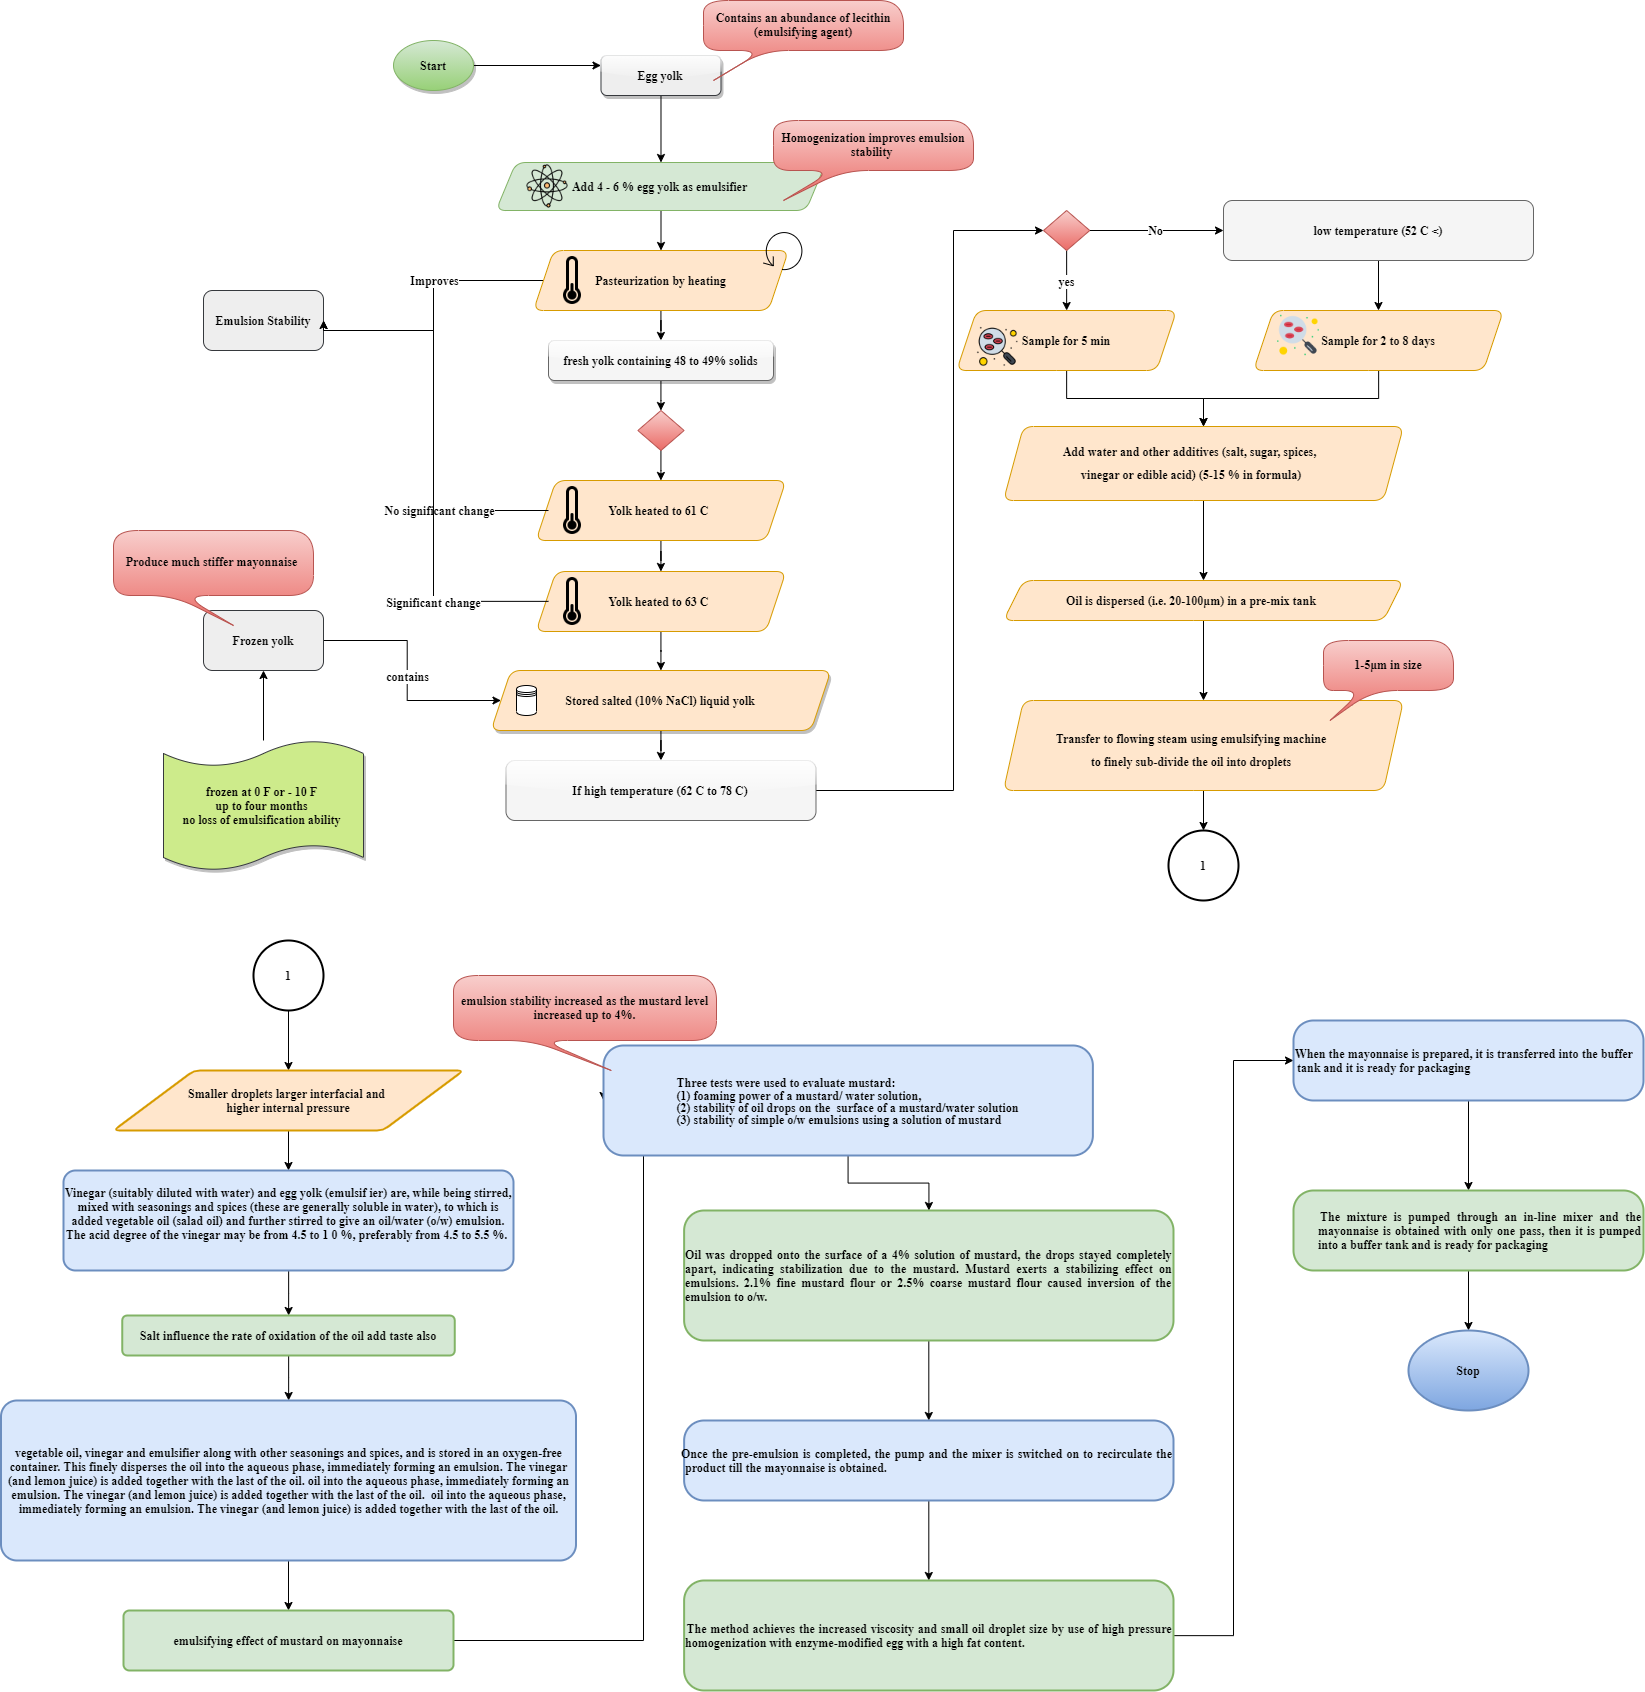 Contains an abundance of lecithin
(emulsifying agent)
Start
Egg yolk
Homogenization improves emulsion
stability
Add 4 - 6 % egg yolk as emulsifier
Improves
Pasteurization by heating
Emulsion Stability
fresh yolk containing 48 to 49% solids
No significant change
Yolk heated to 61 C
Produce much stiffer mayonnaise
Significant change
Yolk heated to 63 C
Frozen yolk
contains
Stored salted (10% NaCl) liquid yolk
frozen at 0 F or - 10 F
up to four months
no loss of emulsification ability
If high temperature (62 C to 78 C)
No
low temperature (52 C <)
yes
Sample for 5 min
Sample for 2 to 8 days
Add water and other additives (salt, sugar, spices,
vinegar or edible acid) (5-15 % in formula)
Oil is dispersed (i.e. 20-100μm) in a pre-mix tank
1-5μm in size
Transfer to flowing steam using emulsifying machine
to finely sub-divide the oil into droplets
1
1
Smaller droplets larger interfacial and
higher internal pressure
Vinegar (suitably diluted with water) and egg yolk (emulsif ier) are, while being stirred,
mixed with seasonings and spices (these are generally soluble in water), to which is
added vegetable oil (salad oil) and further stirred to give an oil/water (o/w) emulsion.
The acid degree of the vinegar may be from 4.5 to 1 0 %, preferably from 4.5 to 5.5 %.
Salt influence the rate of oxidation of the oil add taste also
vegetable oil, vinegar and emulsifier along with other seasonings and spices, and is stored in an oxygen-free
container. This finely disperses the oil into the aqueous phase, immediately forming an emulsion. The vinegar
(and lemon juice) is added together with the last of the oil. oil into the aqueous phase, immediately forming an
emulsion. The vinegar (and lemon juice) is added together with the last of the oil. oil into the aqueous phase,
immediately forming an emulsion. The vinegar (and lemon juice) is added together with the last of the oil.
emulsifying effect of mustard on mayonnaise
emulsion stability increased as the mustard level
increased up to 4%.
Three tests were used to evaluate mustard:
(1) foaming power of a mustard/ water solution,
(2) stability of oil drops on the surface of a mustard/water solution
(3) stability of simple o/w emulsions using a solution of mustard
Oil was dropped onto the surface of a 4% solution of mustard, the drops stayed completely
apart, indicating stabilization due to the mustard. Mustard exerts a stabilizing effect on
emulsions. 2.1% fine mustard flour or 2.5% coarse mustard flour caused inversion of the
emulsion to o/w.
Once the pre-emulsion is completed, the pump and the mixer is switched on to recirculate the
product till the mayonnaise is obtained.
The method achieves the increased viscosity and small oil droplet size by use of high pressure
homogenization with enzyme-modified egg with a high fat content.
When the mayonnaise is prepared, it is transferred into the buffer
tank and it is ready for packaging
The mixture is pumped through an in-line mixer and the
mayonnaise is obtained with only one pass, then it is pumped
into a buffer tank and is ready for packaging
Stop